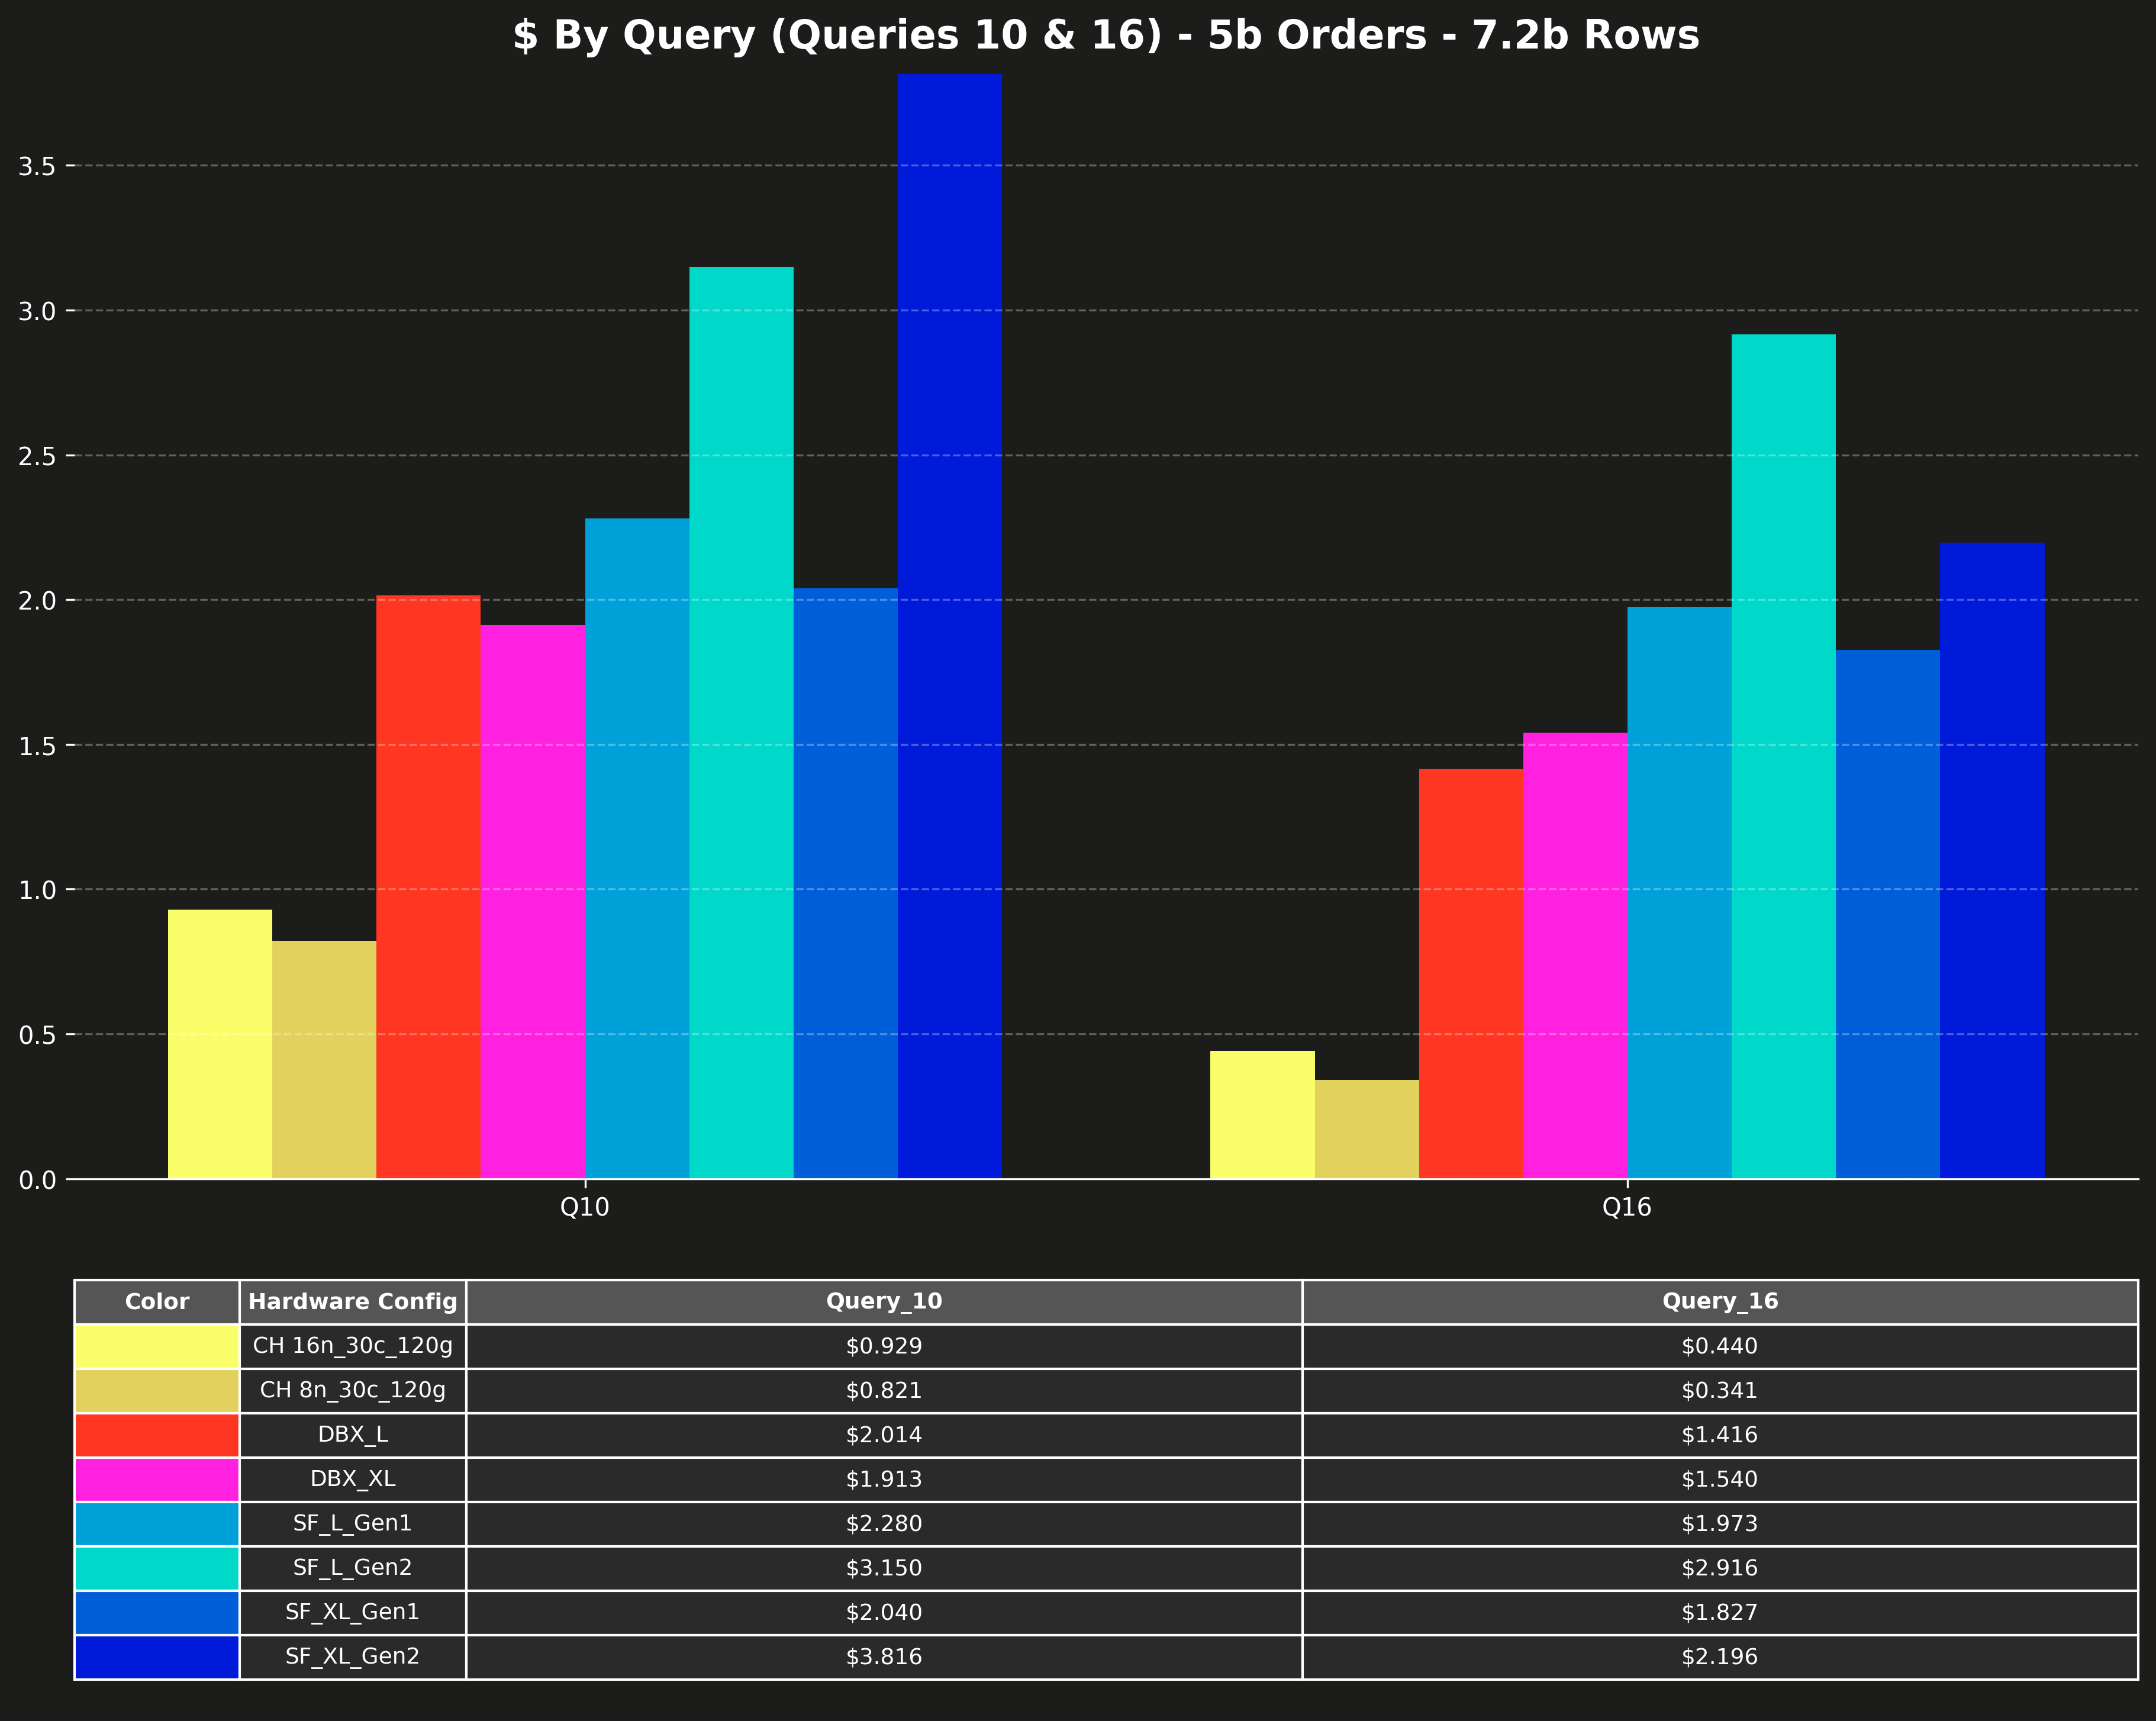 $ By Query (Queries 10 & 16) - 5b Orders - 7.2b Rows
3.5
3.0
2.5
2.0
1.5
1.0
0.5
0.0
Q10 Q16
Color Hardware Config Query_10 Query_16
CH 16n_30c_120g $0.929 $0.440
CH 8n_30c_120g $0.821 $0.341
DBX_L $2.014 $1.416
DBX_XL $1.913 $1.540
SF_L_Gen1 $2.280 $1.973
SF_L_Gen2 $3.150 $2.916
SF_XL_Gen1 $2.040 $1.827
SF_XL_Gen2 $3.816 $2.196